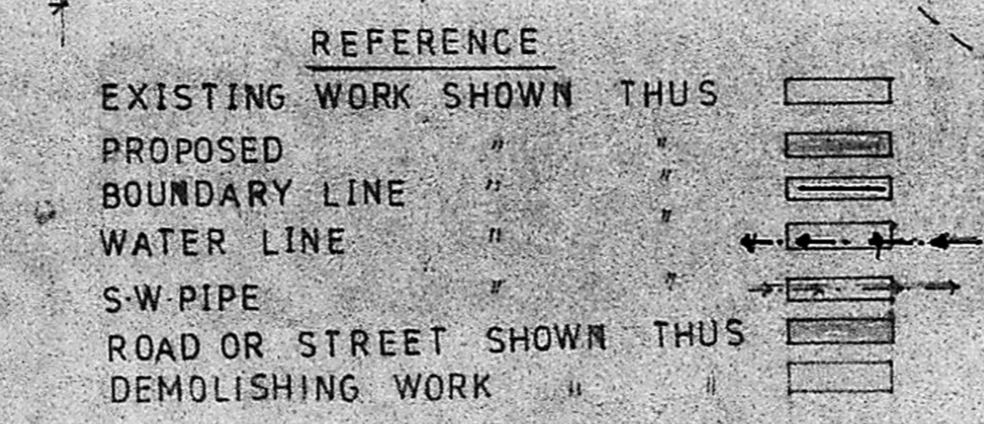 REFERENCE
EXISTING WORK SHOWN THUS
PROPOSED " "
BOUNDARY LINE " "
WATER LINE " "
S·W·PIPE " "
ROAD OR STREET SHOWN THUS
DEMOLISHING WORK " "